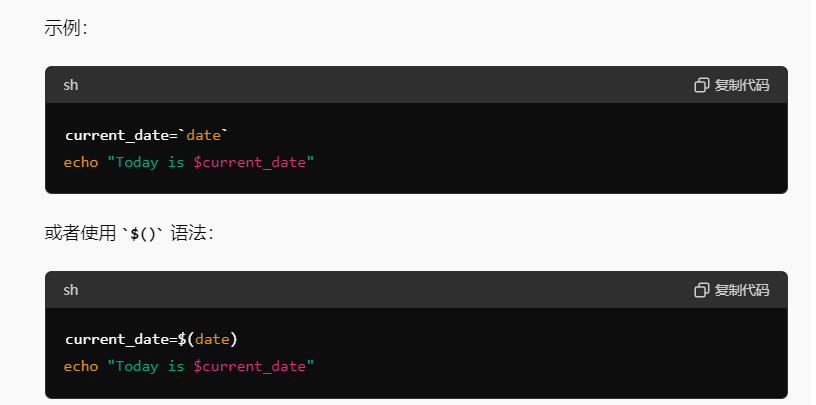 示例：
sh
复制代码
current_date=`date`
echo "Today is $current_date"
或者使用 `$()` 语法：
sh
复制代码
current_date=$(date)
echo "Today is $current_date"